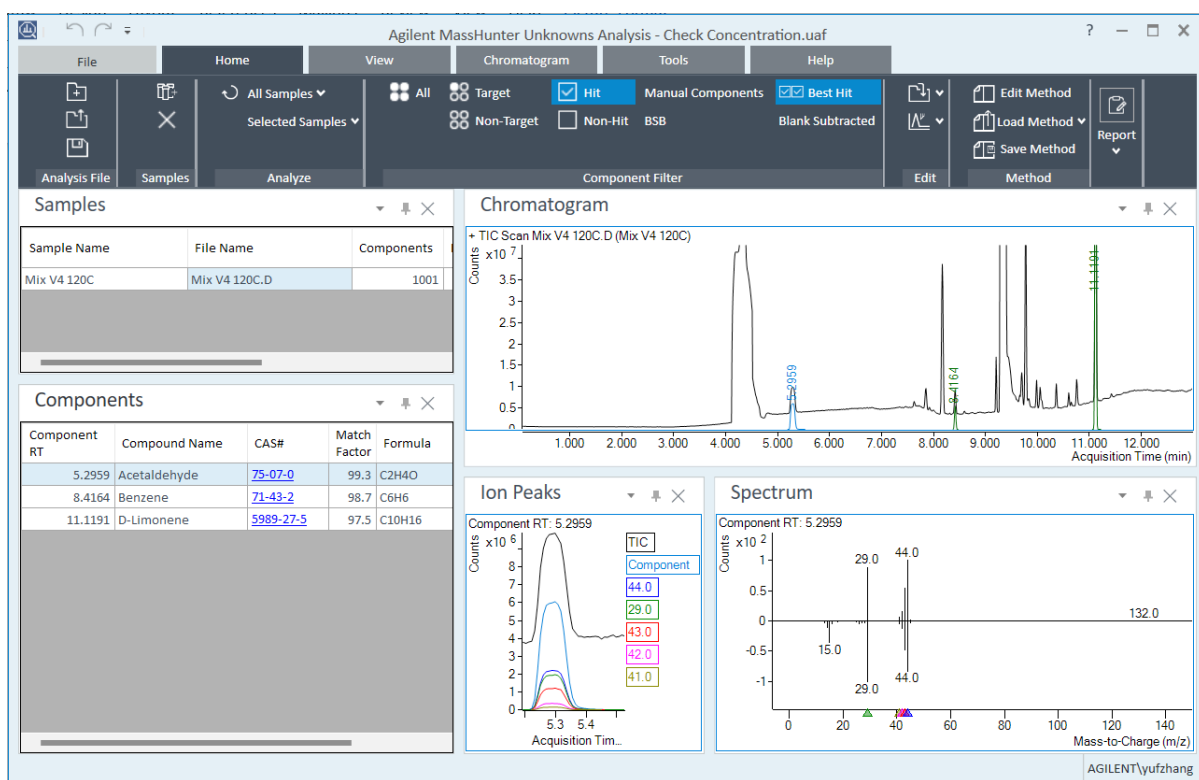 Agilent MassHunter Unknowns Analysis - Check Concentration.uaf
?
File Home View Chromatogram Tools Help
All Samples
Selected Samples
All Target Hit Manual Components Best Hit
Non-Target Non-Hit BSB Blank Subtracted
Edit Method
Load Method
Save Method
Report
Analysis File Samples Analyze Component Filter Edit Method
Samples
Sample Name File Name Components
Mix V4 120C Mix V4 120C.D 1001
Components
Component RT Compound Name CAS# Match Factor Formula
5.2959 Acetaldehyde 75-07-0 99.3 C2H4O
8.4164 Benzene 71-43-2 98.7 C6H6
11.1191 D-Limonene 5989-27-5 97.5 C10H16
Chromatogram
+ TIC Scan Mix V4 120C.D (Mix V4 120C)
Counts
x10 7
3.5
3
2.5
2
1.5
1
0.5
0
5.2959
8.4164
11.1191
1.000 2.000 3.000 4.000 5.000 6.000 7.000 8.000 9.000 10.000 11.000 12.000
Acquisition Time (min)
Ion Peaks
Component RT: 5.2959
Counts
x10 6
8
7
6
5
4
3
2
1
0
TIC
Component
44.0
29.0
43.0
42.0
41.0
5.3 5.4
Acquisition Tim...
Spectrum
Component RT: 5.2959
Counts
x10 2
1
0.5
0
-0.5
-1
29.0
44.0
132.0
15.0
29.0
44.0
0 20 40 60 80 100 120 140
Mass-to-Charge (m/z)
AGILENT\yufzhang